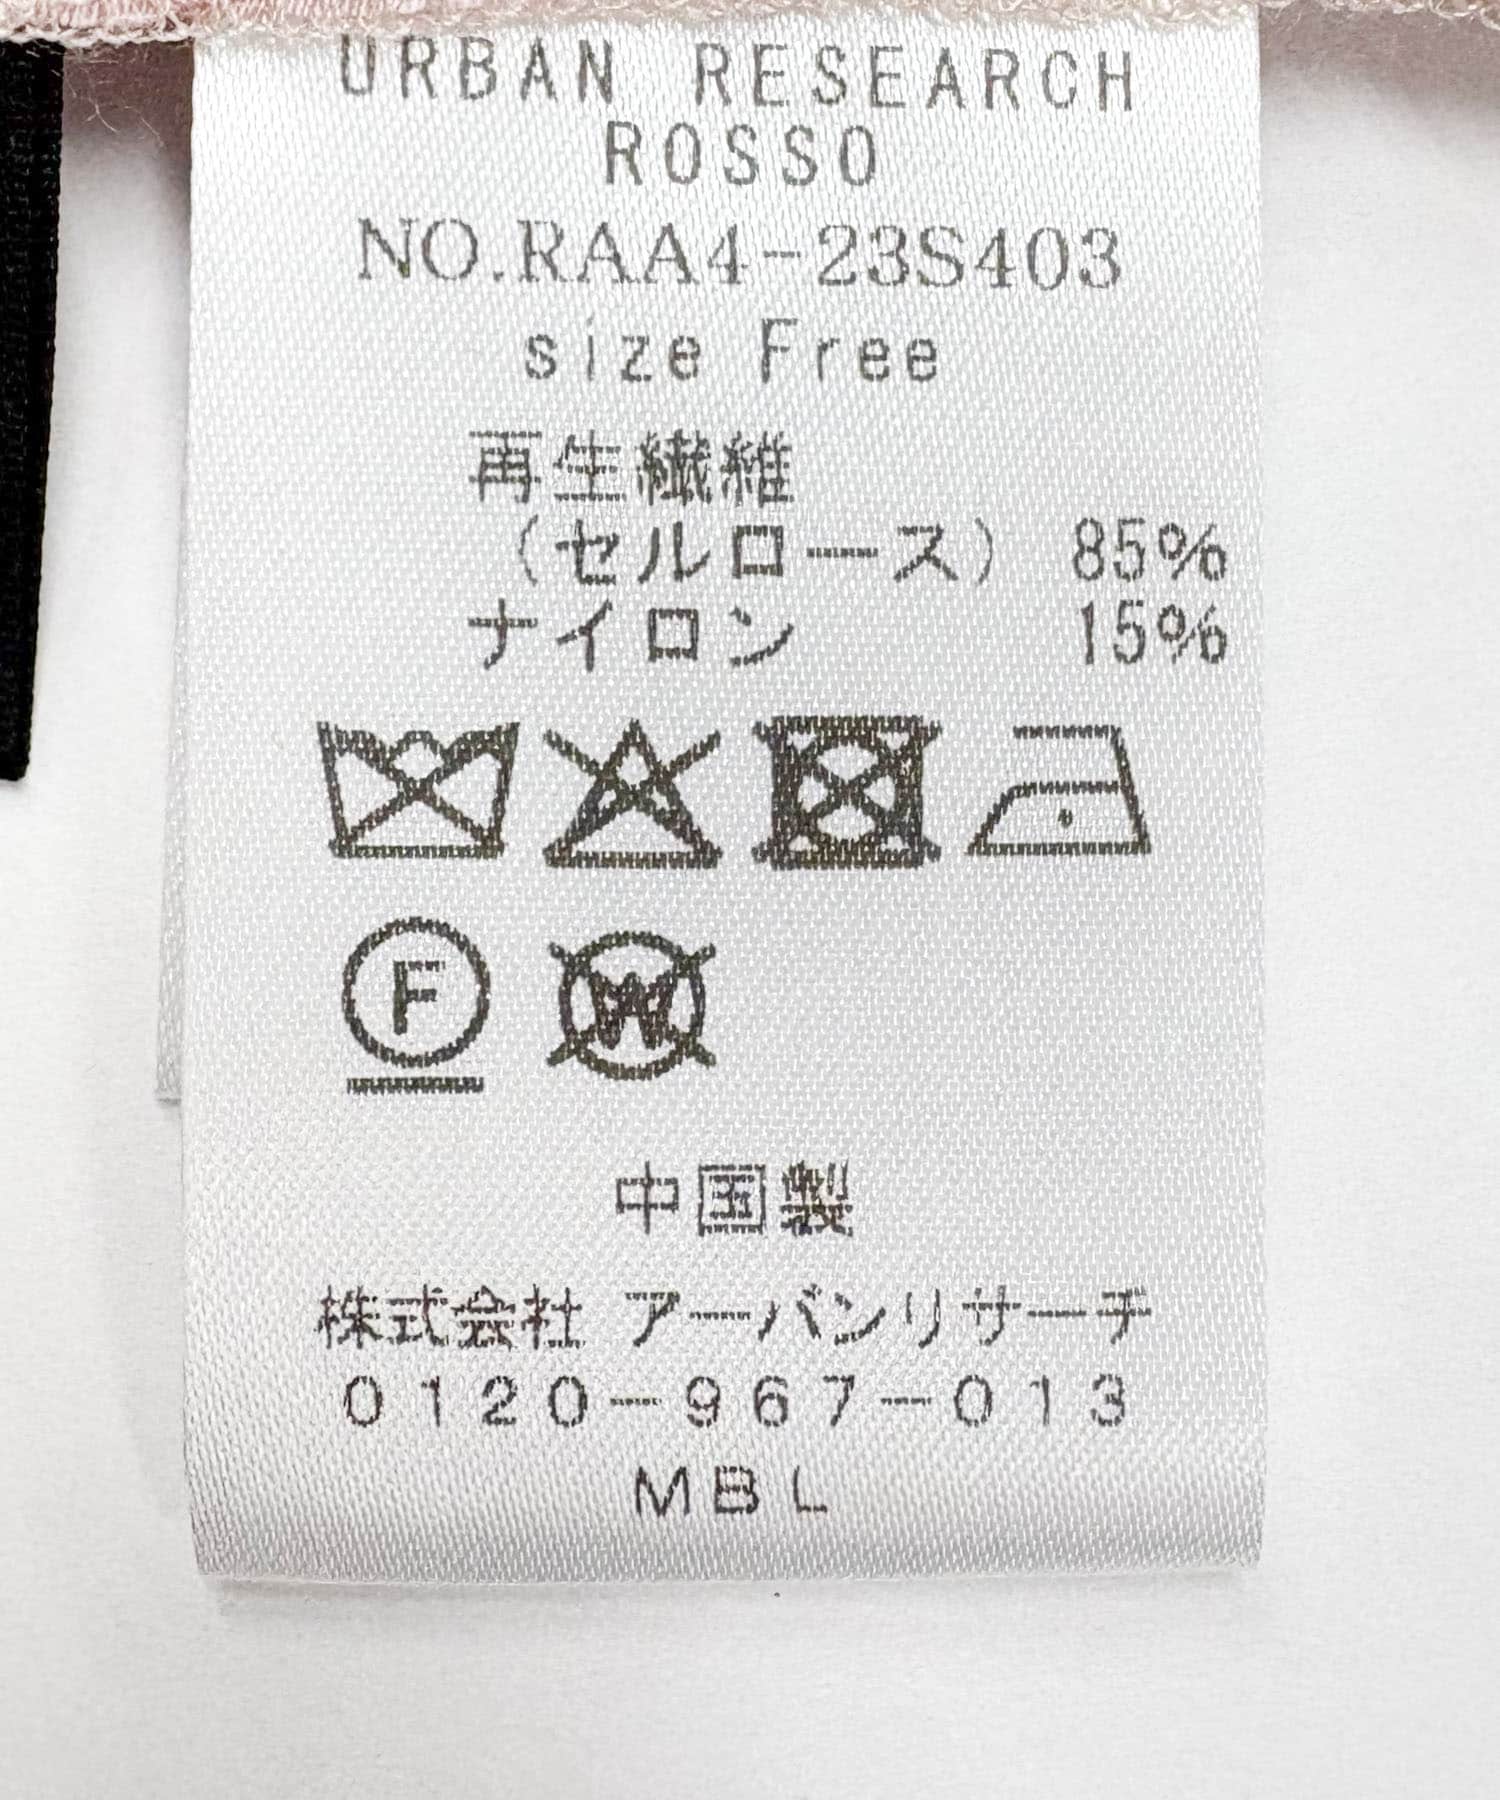 URBAN RESEARCH
ROSSO
NO.RAA4-23S403
size Free
再生繊維
(セルロース) 85%
ナイロン 15%
F
W
中国製
株式会社 アーバンリサーチ
0120-967-013
MBL